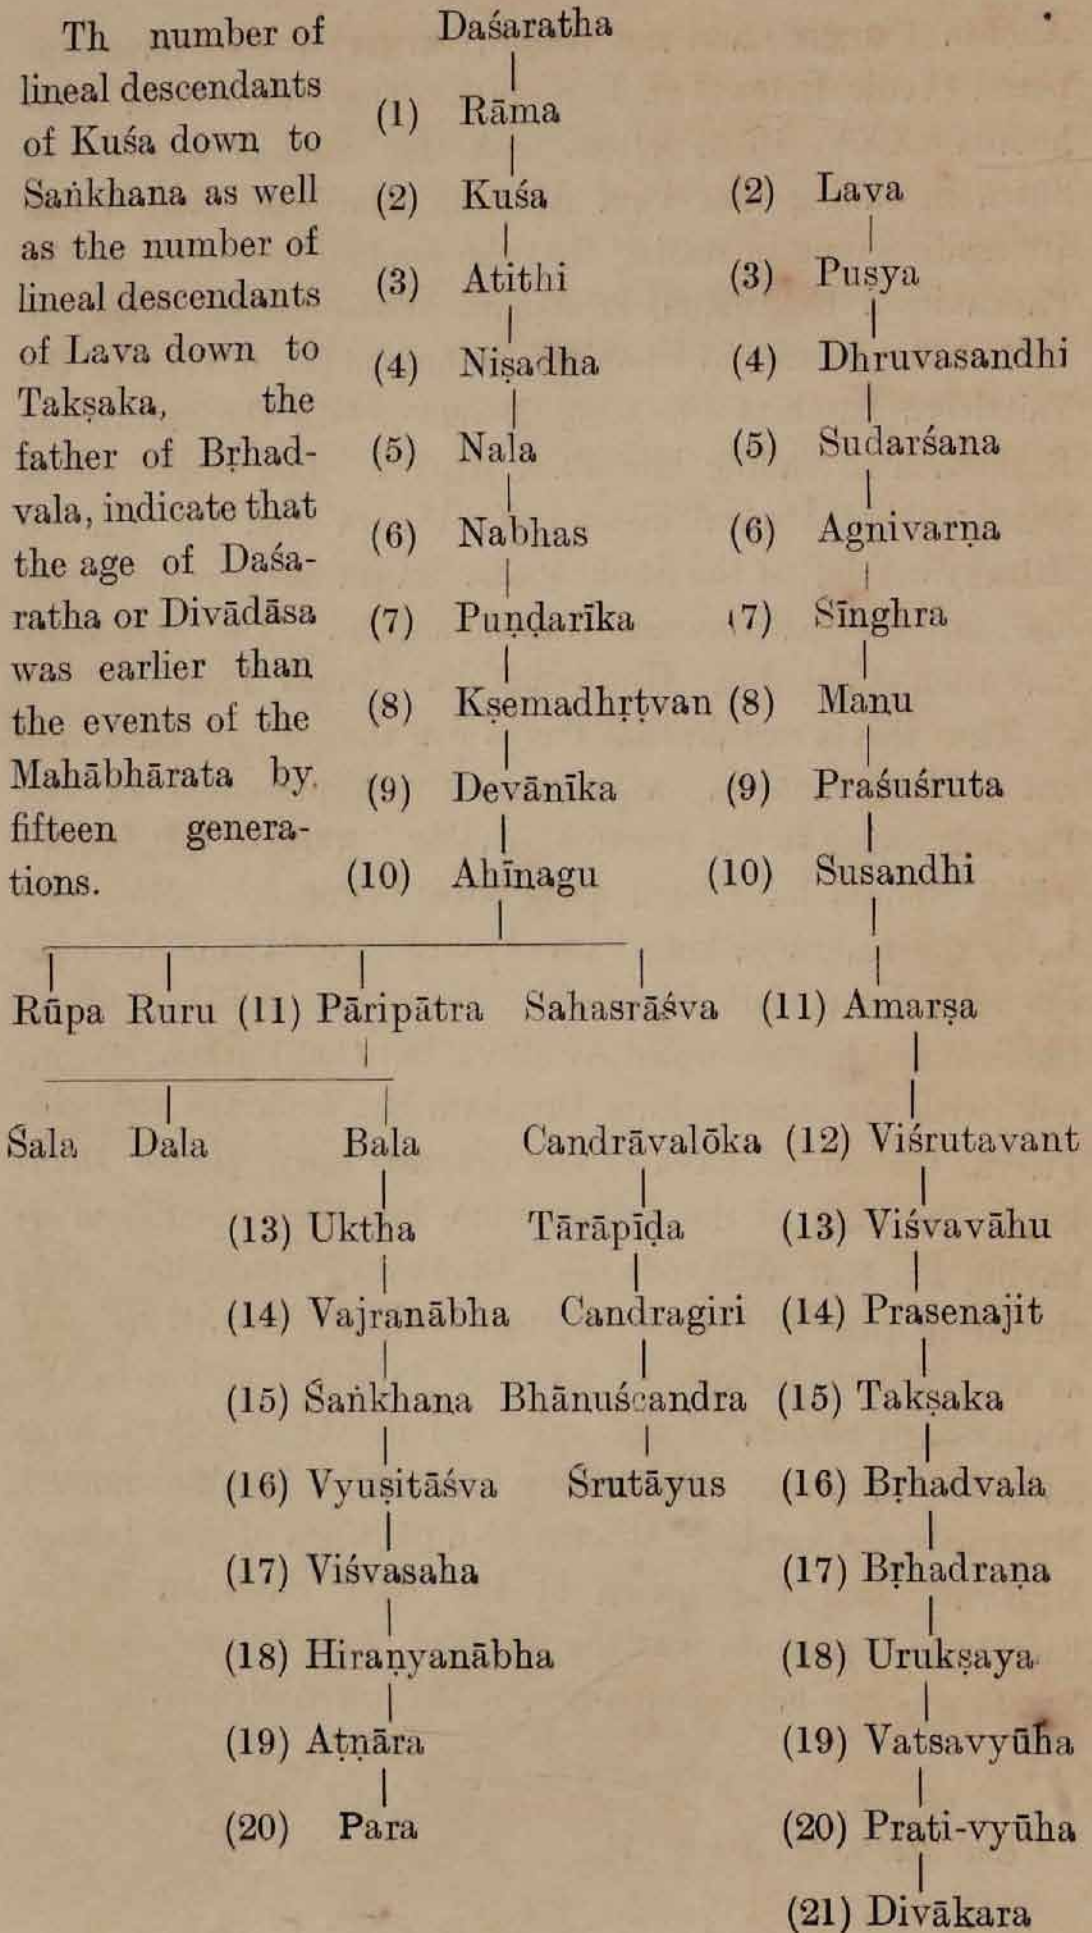 Th number of
lineal descendants
of Kuśa down to
Saṅkhana as well
as the number of
lineal descendants
of Lava down to
Takṣaka, the
father of Bṛhad-
vala, indicate that
the age of Daśa-
ratha or Divādāsa
was earlier than
the events of the
Mahābhārata by
fifteen genera-
tions.
Daśaratha
(1) Rāma
(2) Kuśa (2) Lava
(3) Atithi (3) Puṣya
(4) Niṣadha (4) Dhruvasandhi
(5) Nala (5) Sudarśana
(6) Nabhas (6) Agnivarṇa
(7) Puṇḍarīka (7) Sīnghra
(8) Kṣemadhṛṭvan (8) Manu
(9) Devānīka (9) Praśuśruta
(10) Ahīnagu (10) Susandhi
Rūpa Ruru (11) Pāripātra Sahasrāśva (11) Amarṣa
Śala Dala Bala Candrāvalōka (12) Viśrutavant
(13) Uktha Tārāpīḍa (13) Viśvavāhu
(14) Vajranābha Candragiri (14) Prasenajit
(15) Śaṅkhana Bhānuścandra (15) Takṣaka
(16) Vyuṣitāśva Śrutāyus (16) Bṛhadvala
(17) Viśvasaha (17) Bṛhadraṇa
(18) Hiraṇyanābha (18) Urukṣaya
(19) Aṭṇāra (19) Vatsavyūha
(20) Para (20) Prati-vyūha
(21) Divākara